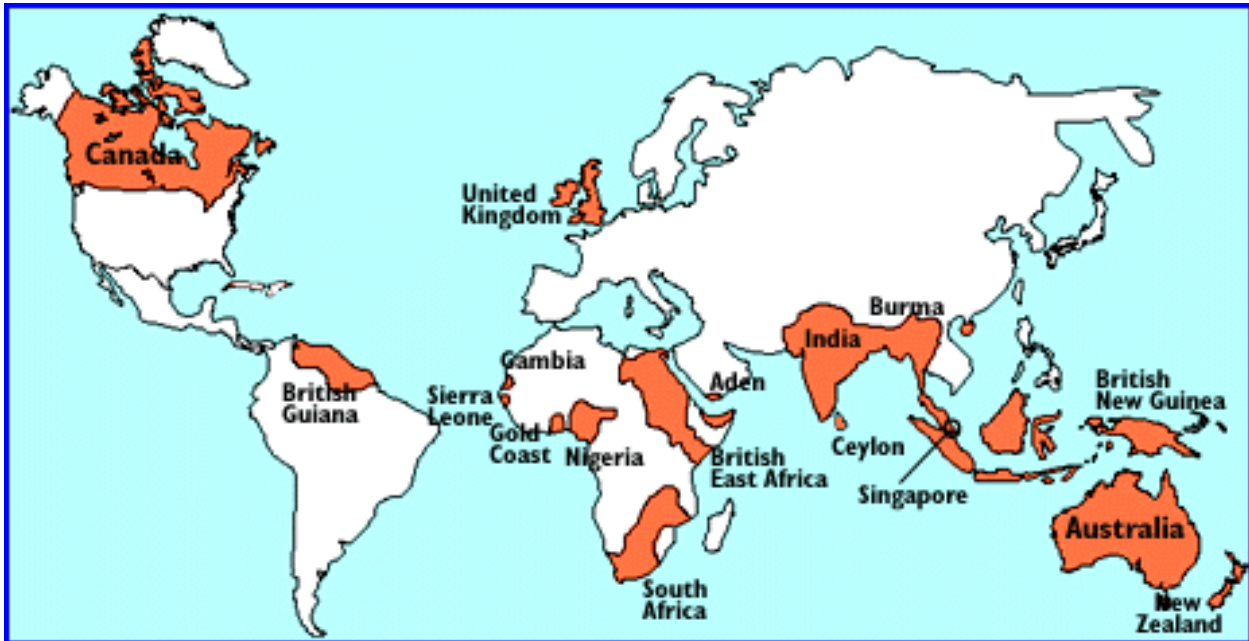 Canada
United
Kingdom
Burma
India
Gambia
Aden
British
Guiana
Sierra
Leone
Gold
Coast
Nigeria
British
East Africa
Ceylon
Singapore
British
New Guinea
Australia
South
Africa
New
Zealand